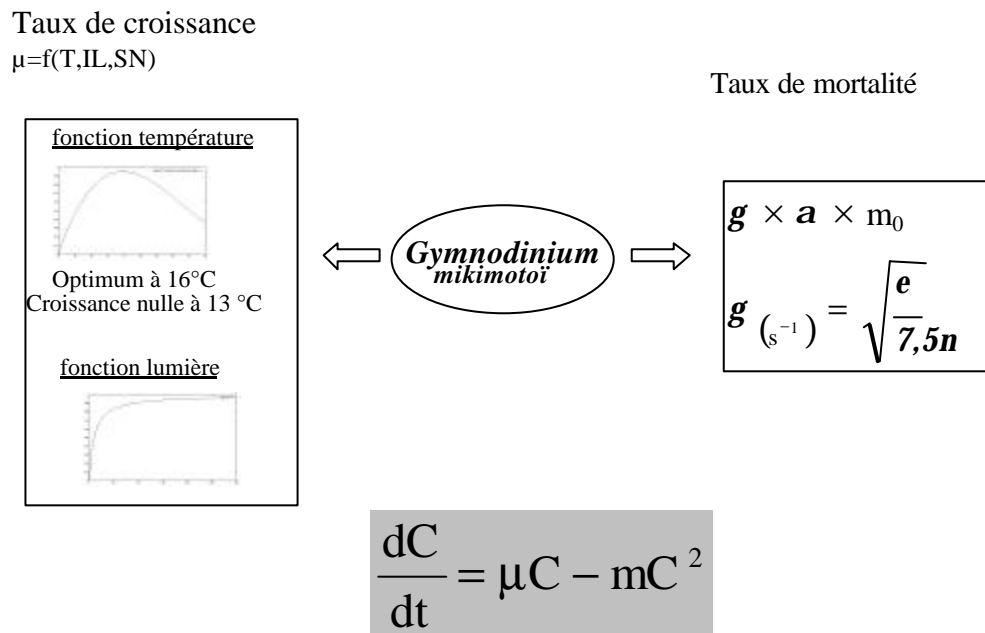 Taux de croissance
µ=f(T,IL,SN)
Taux de mortalité
fonction température
Optimum à 16°C
Croissance nulle à 13 °C
fonction lumière
Gymnodinium
mikimotoï
g × a × m₀
g (s⁻¹) = √(e / 7,5n)
dC/dt = µC − mC²